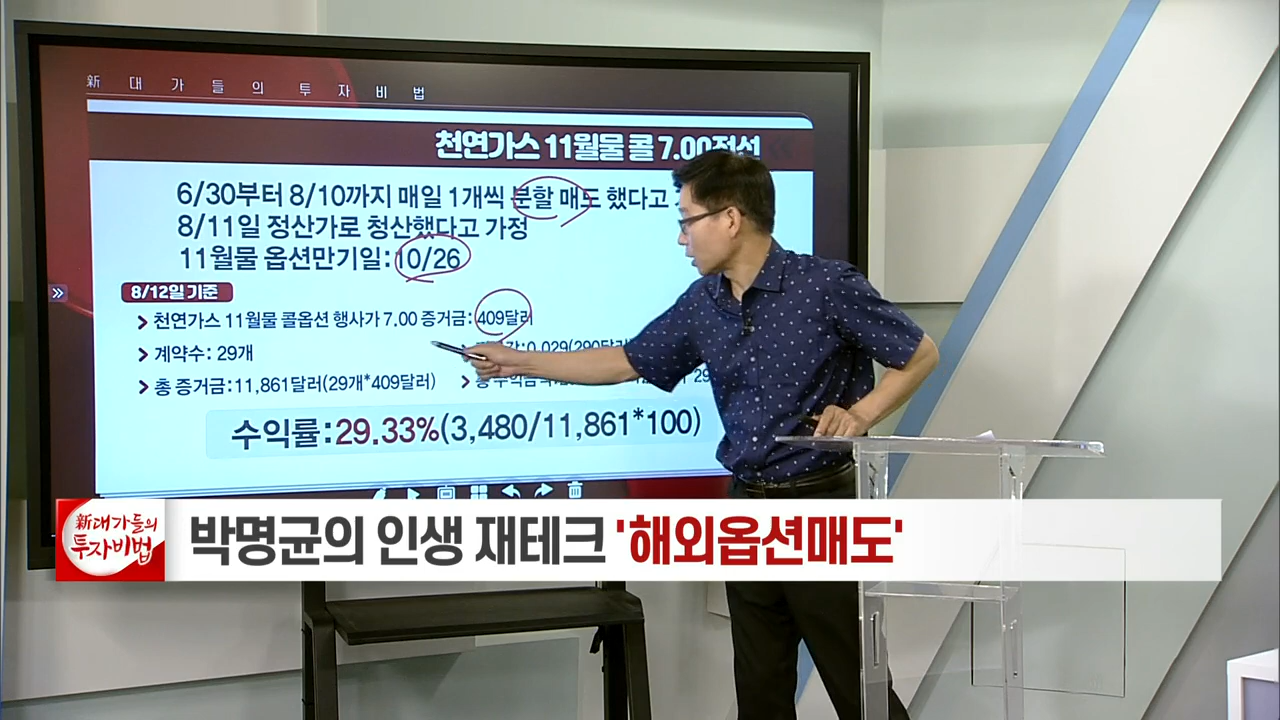 新 대 가 들 의 투 자 비 법
천연가스 11월물 콜 7.00전선
6/30부터 8/10까지 매일 1개씩 분할 매도 했다고
8/11일 정산가로 청산했다고 가정
11월물 옵션만기일:10/26
8/12일 기준
천연가스 11월물 콜옵션 행사가 7.00 증거금: 409달러
계약수: 29개
0.029(290달러
총 증거금:11,861달러(29개*409달러)
수익률:29.33%(3,480/11,861*100)
新대가들의
투자비법
박명균의 인생 재테크 '해외옵션매도'